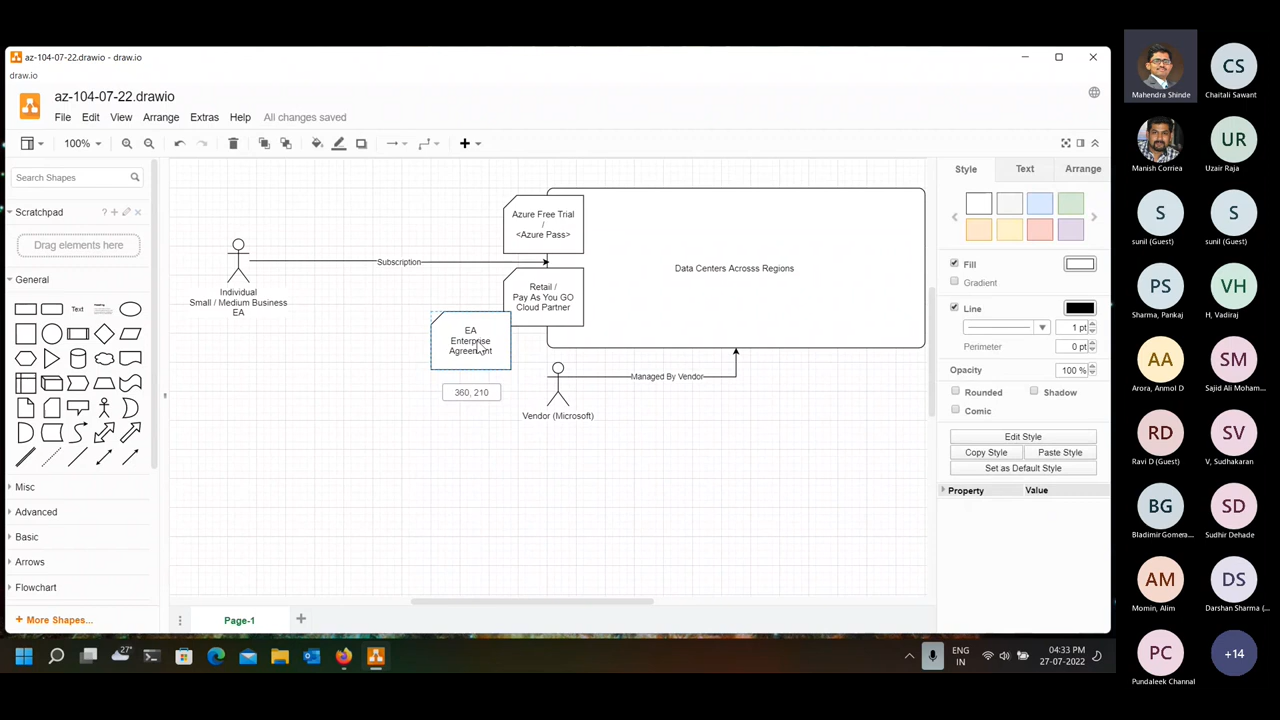 az-104-07-22.drawio - draw.io
draw.io
az-104-07-22.drawio
File Edit View Arrange Extras Help All changes saved
100%
Search Shapes
Scratchpad
?
Drag elements here
General
Text
Misc
Advanced
Basic
Arrows
Flowchart
+ More Shapes...
Individual
Small / Medium Business
EA
Subscription
Azure Free Trial
/
<Azure Pass>
Retail /
Pay As You GO
Cloud Partner
EA
Enterprise
Agreement
360, 210
Data Centers Acrosss Regions
Managed By Vendor
Vendor (Microsoft)
Page-1
Style Text Arrange
Fill
Gradient
Line
1 pt
Perimeter
0 pt
Opacity
100 %
Rounded
Shadow
Comic
Edit Style
Copy Style
Paste Style
Set as Default Style
Property Value
27°
ENG
IN
04:33 PM
27-07-2022
Mahendra Shinde
CS
Chaitali Sawant
Manish Corriea
UR
Uzair Raja
S
sunil (Guest)
S
sunil (Guest)
PS
Sharma, Pankaj
VH
H, Vadiraj
AA
Arora, Anmol D
SM
Sajid Ali Moham...
RD
Ravi D (Guest)
SV
V, Sudhakaran
BG
Bladimir Gomera...
SD
Sudhir Dehade
AM
Momin, Alim
DS
Darshan Sharma (...
PC
Pundaleek Channal
+14